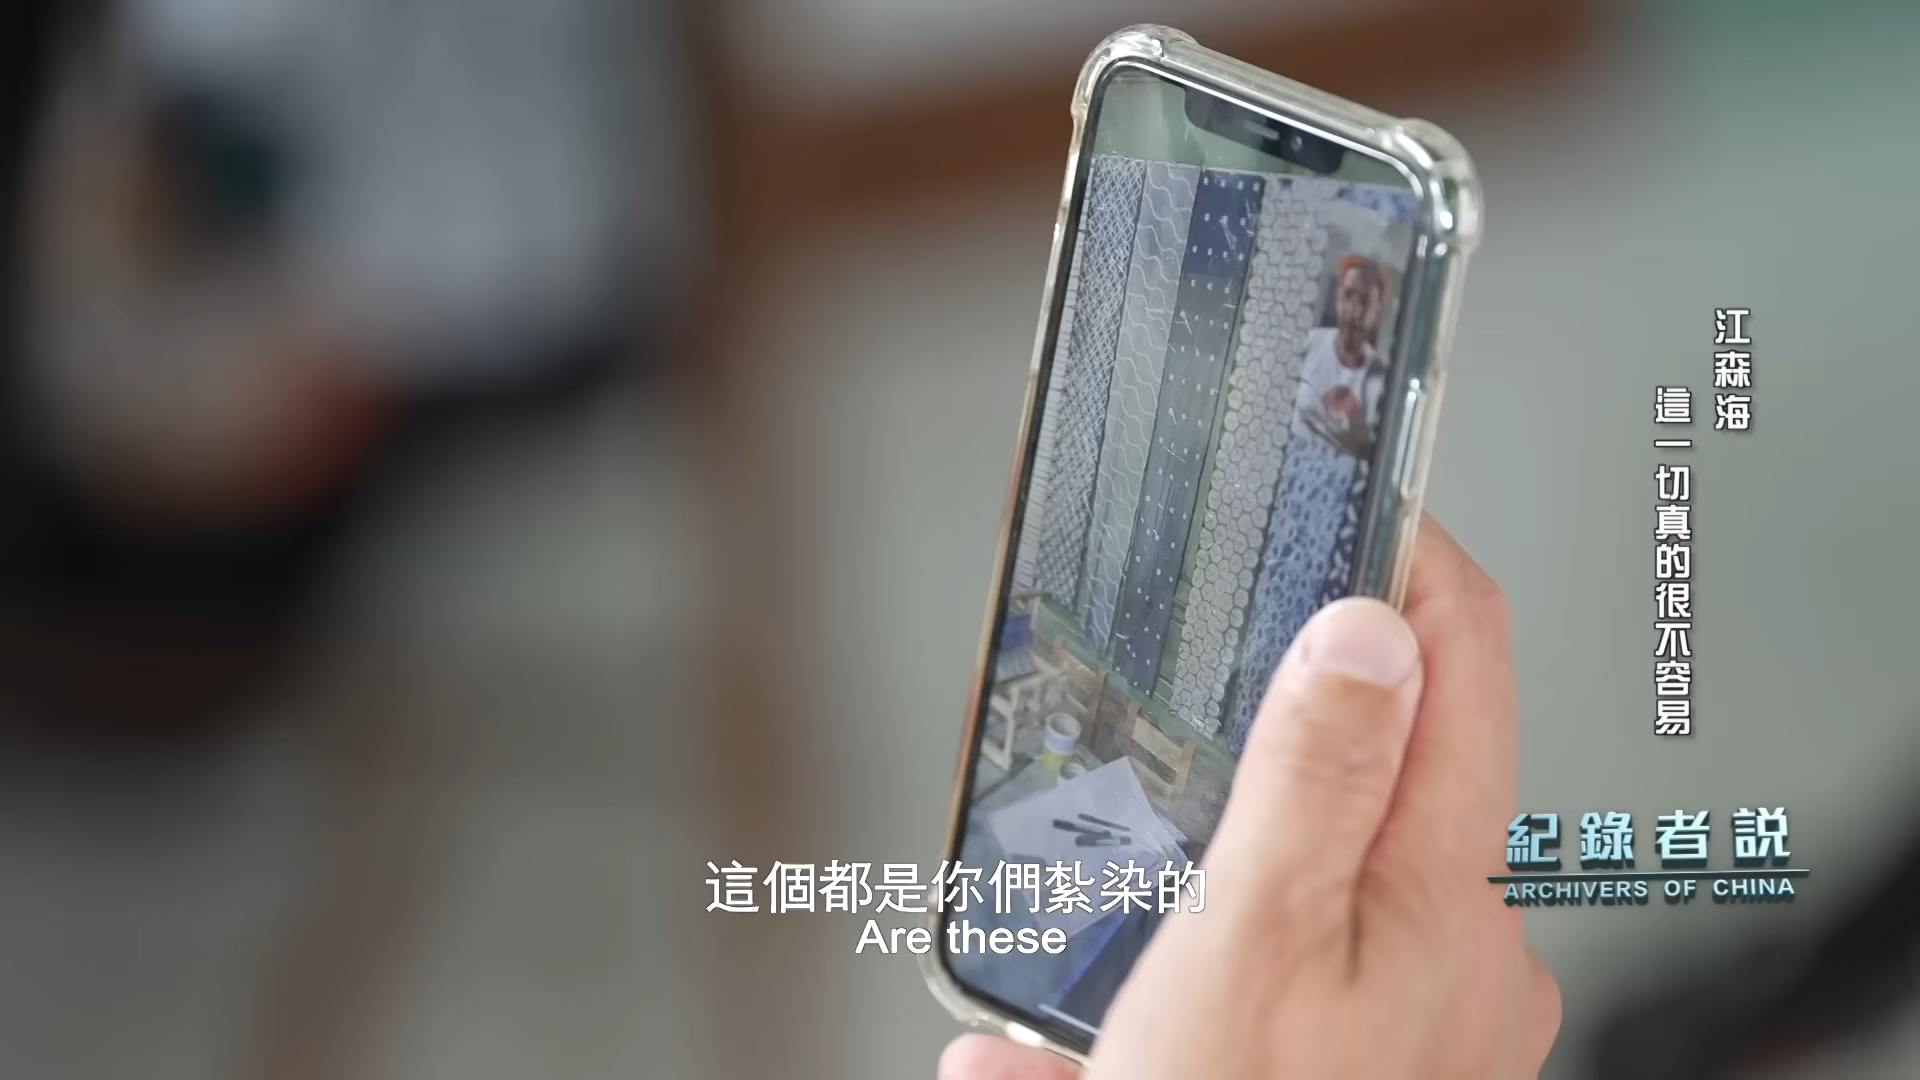 江森海
這一切真的很不容易
紀錄者説
ARCHIVERS OF CHINA
這個都是你們紮染的
Are these